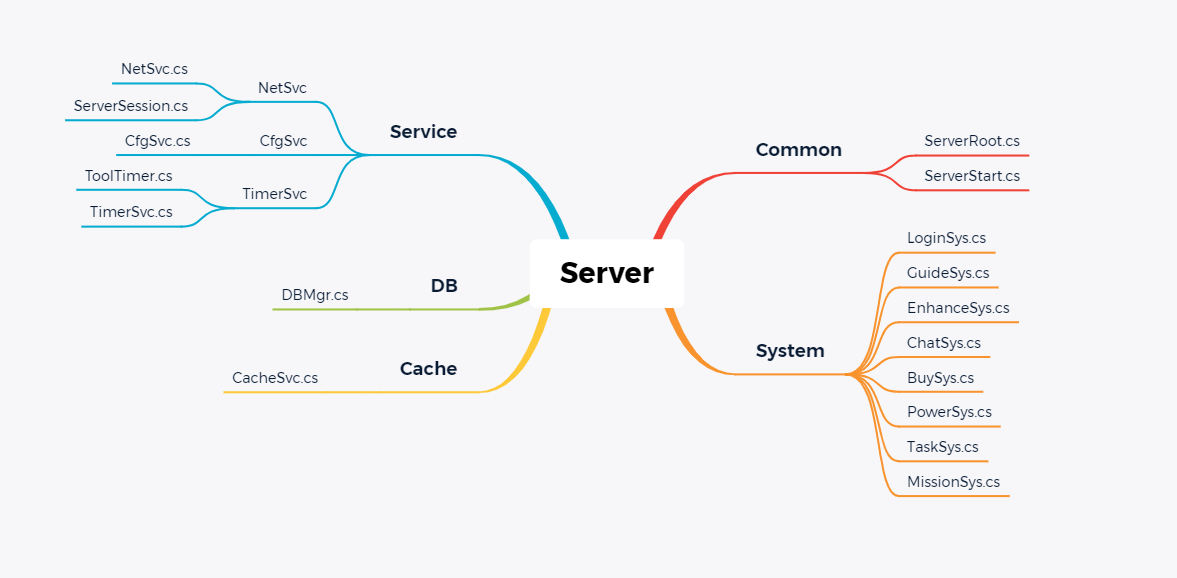 Server
Common
ServerRoot.cs
ServerStart.cs
System
LoginSys.cs
GuideSys.cs
EnhanceSys.cs
ChatSys.cs
BuySys.cs
PowerSys.cs
TaskSys.cs
MissionSys.cs
Service
NetSvc
NetSvc.cs
ServerSession.cs
CfgSvc
CfgSvc.cs
TimerSvc
ToolTimer.cs
TimerSvc.cs
DB
DBMgr.cs
Cache
CacheSvc.cs